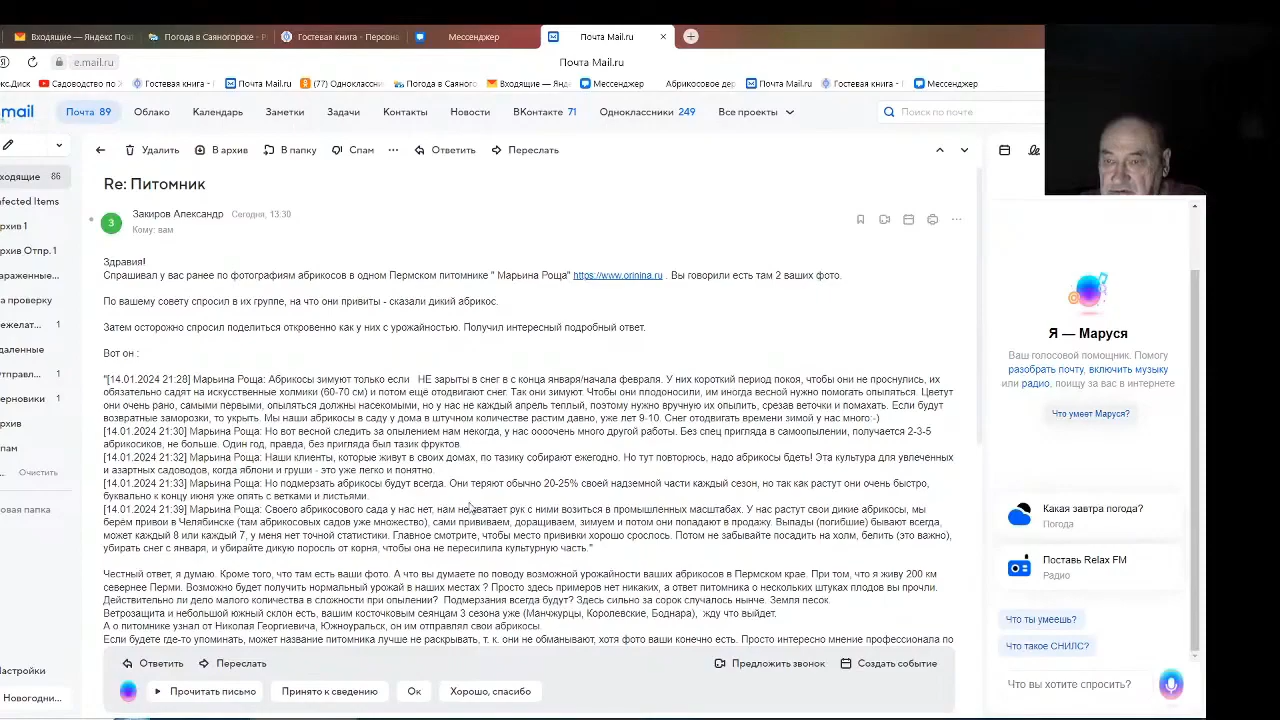 Входящие — Яндекс Поч
Погода в Саяногорске - Р
Гостевая книга - Персона
Мессенджер
Почта Mail.ru
e.mail.ru
Почта Mail.ru
кс.Диск
Садоводство по
Гостевая книга -
Почта Mail.ru
(77) Одноклассни
Погода в Саяного
Входящие — Янд
Мессенджер
Абрикосовое дер
Почта Mail.ru
Гостевая книга -
Мессенджер
mail
Почта 89
Облако
Календарь
Заметки
Задачи
Контакты
Новости
ВКонтакте 71
Одноклассники 249
Все проекты
Поиск по почте
Удалить
В архив
В папку
Спам
Ответить
Переслать
ходящие 86
nfected Items
рхив 1
рхив Отпр. 1
араженные...
а проверку
ежелат... 1
даленные
тправл... 1
ерновики 1
рхив
пам
Очистить
овая папка
астройки
Новогодни...
Re: Питомник
З
Закиров Александр Сегодня, 13:30
Кому: вам
Здравия!
Спрашивал у вас ранее по фотографиям абрикосов в одном Пермском питомнике " Марьина Роща" https://www.orinina.ru . Вы говорили есть там 2 ваших фото.
По вашему совету спросил в их группе, на что они привиты - сказали дикий абрикос.
Затем осторожно спросил поделиться откровенно как у них с урожайностью. Получил интересный подробный ответ.
Вот он :
"[14.01.2024 21:28] Марьина Роща: Абрикосы зимуют только если НЕ зарыты в снег в с конца января/начала февраля. У них короткий период покоя, чтобы они не проснулись, их
обязательно садят на искусственные холмики (60-70 см) и потом еще отодвигают снег. Так они зимуют. Чтобы они плодоносили, им иногда весной нужно помогать опыляться. Цветут
они очень рано, самыми первыми, опыляться должны насекомыми, но у нас не каждый апрель теплый, поэтому нужно вручную их опылить, срезав веточки и помахать. Если будут
возвратные заморозки, то укрыть. Мы наши абрикосы в саду у дома в штучном количестве растим давно, уже лет 9-10. Снег отодвигать времени зимой у нас много:-)
[14.01.2024 21:30] Марьина Роща: Но вот весной следить за опылением нам некогда, у нас оооочень много другой работы. Без спец пригляда в самоопылении, получается 2-3-5
абрикосиков, не больше. Один год, правда, без пригляда был тазик фруктов.
[14.01.2024 21:32] Марьина Роща: Наши клиенты, которые живут в своих домах, по тазику собирают ежегодно. Но тут повторюсь, надо абрикосы бдеть! Эта культура для увлеченных
и азартных садоводов, когда яблони и груши - это уже легко и понятно.
[14.01.2024 21:33] Марьина Роща: Но подмерзать абрикосы будут всегда. Они теряют обычно 20-25% своей надземной части каждый сезон, но так как растут они очень быстро,
буквально к концу июня уже опять с ветками и листьями.
[14.01.2024 21:39] Марьина Роща: Своего абрикосового сада у нас нет, нам не хватает рук с ними возиться в промышленных масштабах. У нас растут свои дикие абрикосы, мы
берем привои в Челябинске (там абрикосовых садов уже множество), сами прививаем, доращиваем, зимуем и потом они попадают в продажу. Выпады (погибшие) бывают всегда,
может каждый 8 или каждый 7, у меня нет точной статистики. Главное смотрите, чтобы место прививки хорошо срослось. Потом не забывайте посадить на холм, белить (это важно),
убирать снег с января, и убирайте дикую поросль от корня, чтобы она не пересилила культурную часть."
Честный ответ, я думаю. Кроме того, что там есть ваши фото. А что вы думаете по поводу возможной урожайности ваших абрикосов в Пермском крае. При том, что я живу 200 км
севернее Перми. Возможно будет получить нормальный урожай в наших местах ? Просто здесь примеров нет никаких, а ответ питомника о нескольких штуках плодов вы прочли.
Действительно ли дело малого количества в сложности при опылении? Подмерзания всегда будут? Здесь сильно за сорок случалось нынче. Земля песок.
Ветрозащита и небольшой южный склон есть, вашим косточковым сеянцам 3 сезона уже (Манчжурцы, Королевские, Боднара), жду что выйдет.
А о питомнике узнал от Николая Георгиевича, Южноуральск, он им отправлял свои абрикосы.
Если будете где-то упоминать, может название питомника лучше не раскрывать, т. к. они не обманывают, хотя фото ваши конечно есть. Просто интересно мнение профессионала по
Ответить
Переслать
Предложить звонок
Создать событие
Прочитать письмо
Принято к сведению
Ок
Хорошо, спасибо
Я — Маруся
Ваш голосовой помощник. Помогу
разобрать почту, включить музыку
или радио, поищу за вас в интернете
Что умеет Маруся?
Какая завтра погода?
Погода
Поставь Relax FM
Радио
Что ты умеешь?
Что такое СНИЛС?
Что вы хотите спросить?